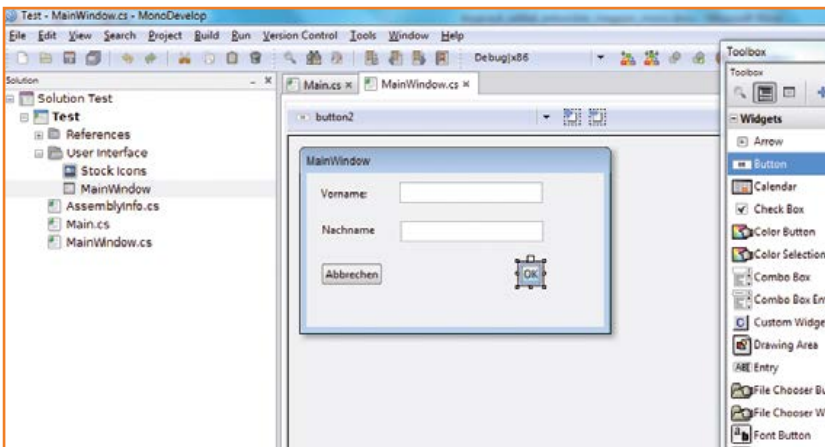 Test - MainWindow.cs - MonoDevelop
File Edit View Search Project Build Run Version Control Tools Window Help
Debug|x86
Toolbox
Solution
Main.cs × MainWindow.cs ×
Toolbox
Solution Test
Test
References
User Interface
Stock Icons
MainWindow
AssemblyInfo.cs
Main.cs
MainWindow.cs
button2
MainWindow
Vorname:
Nachname
Abbrechen
OK
Widgets
Arrow
Button
Calendar
Check Box
Color Button
Color Selection
Combo Box
Combo Box En
Custom Widge
Drawing Area
ABE Entry
File Chooser Bu
File Chooser W
Font Button